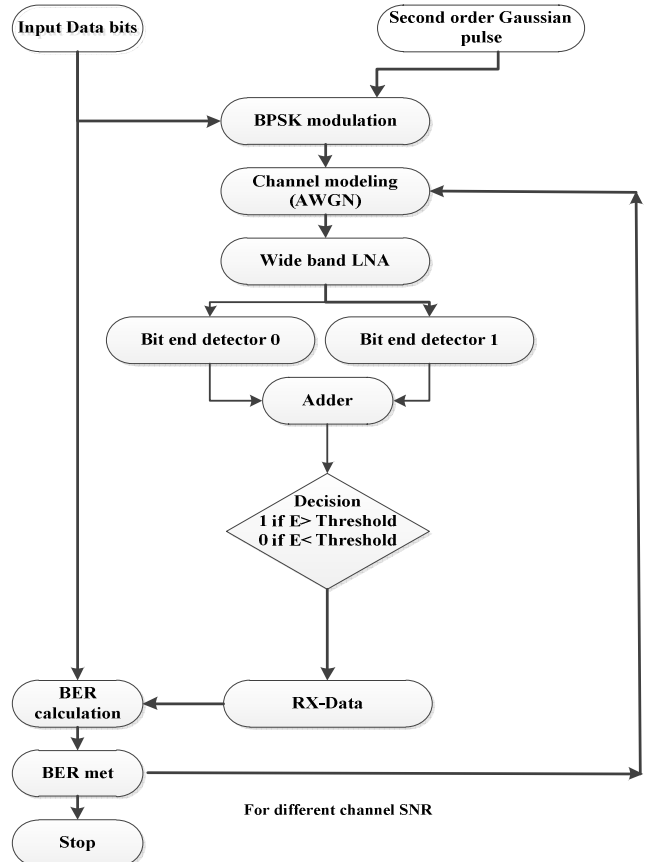 Input Data bits
Second order Gaussian
pulse
BPSK modulation
Channel modeling
(AWGN)
Wide band LNA
Bit end detector 0
Bit end detector 1
Adder
Decision
1 if E> Threshold
0 if E< Threshold
BER
calculation
RX-Data
BER met
For different channel SNR
Stop